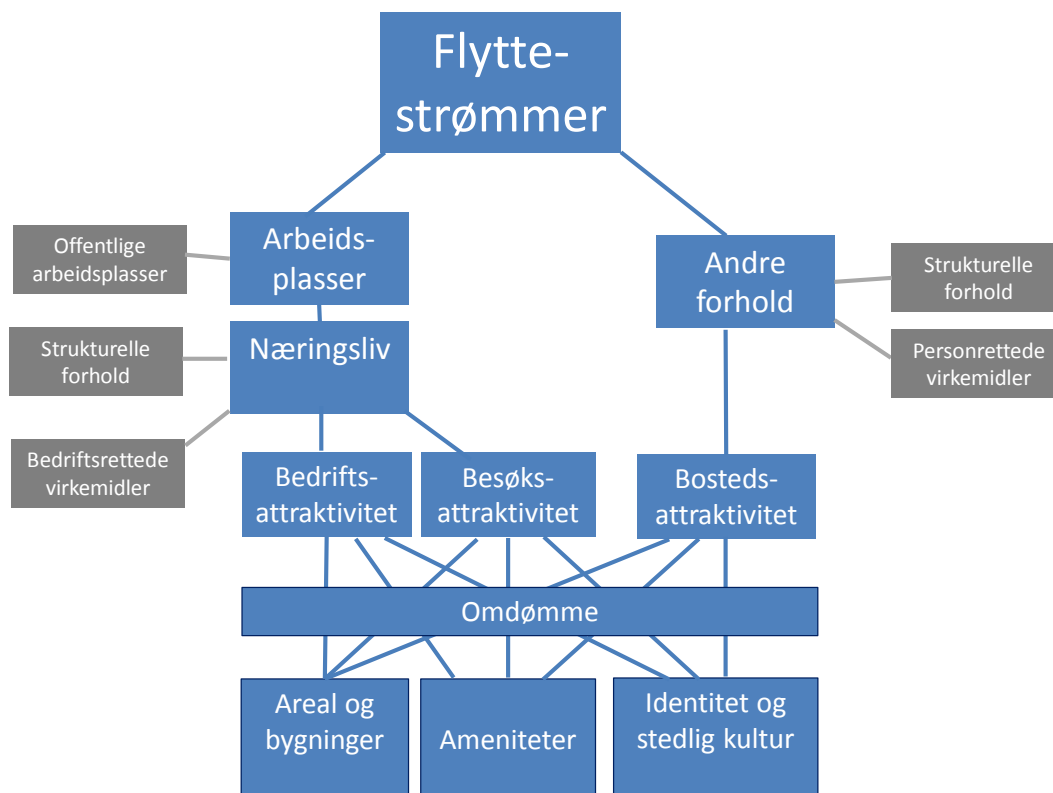 Flytte-
strømmer
Offentlige
arbeidsplasser
Arbeids-
plasser
Andre
forhold
Strukturelle
forhold
Strukturelle
forhold
Næringsliv
Personrettede
virkemidler
Bedriftsrettede
virkemidler
Bedrifts-
attraktivitet
Besøks-
attraktivitet
Bosteds-
attraktivitet
Omdømme
Areal og
bygninger
Ameniteter
Identitet og
stedlig kultur